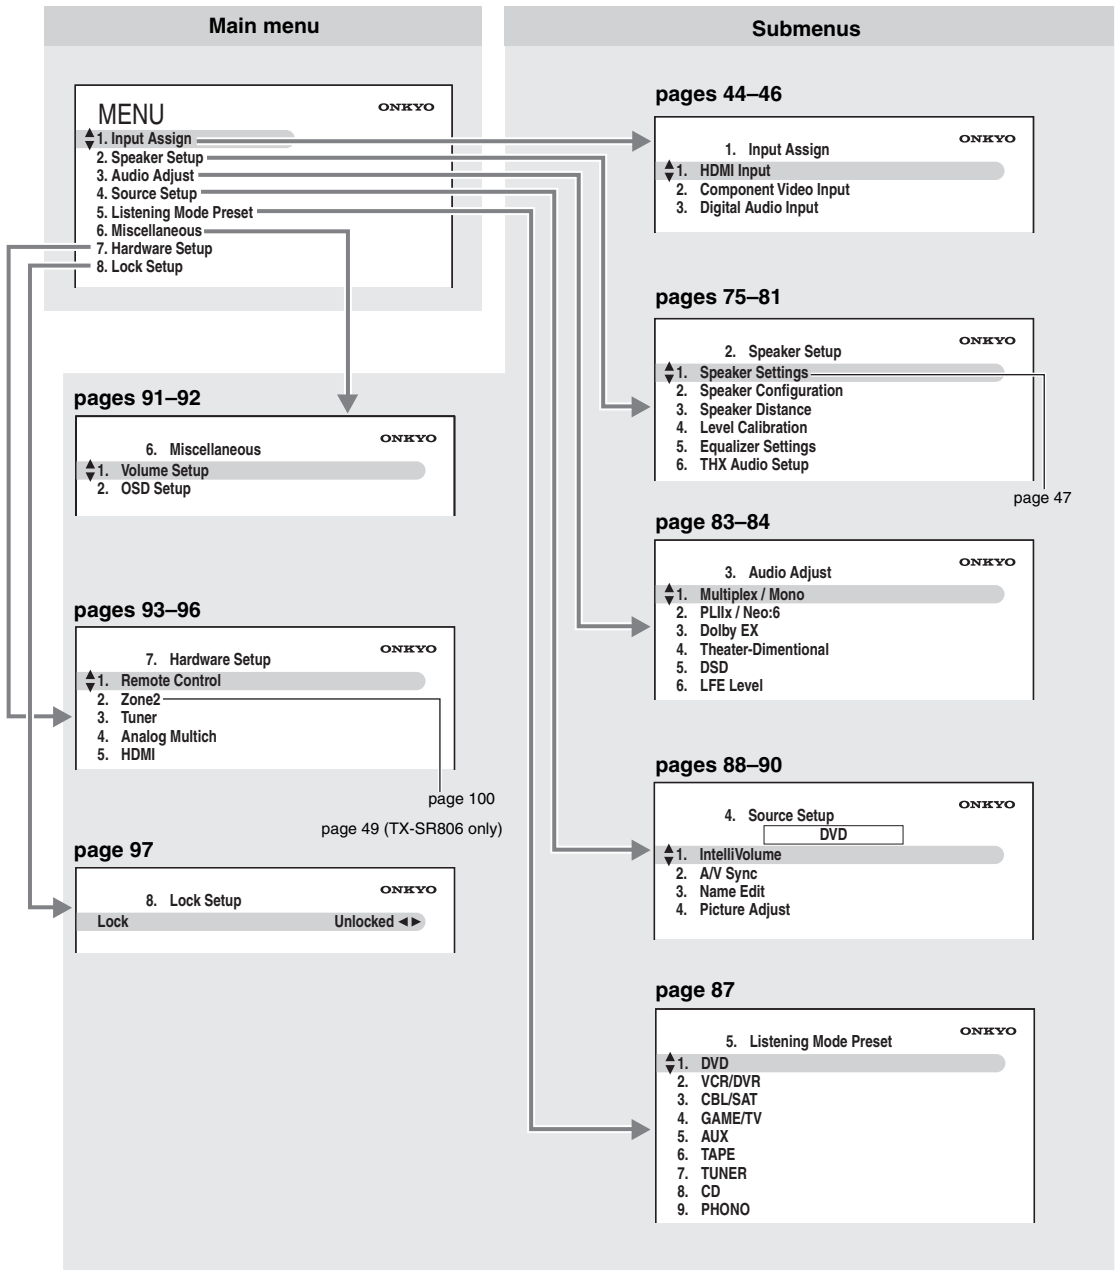 Main menu
Submenus
MENU
ONKYO
1. Input Assign
2. Speaker Setup
3. Audio Adjust
4. Source Setup
5. Listening Mode Preset
6. Miscellaneous
7. Hardware Setup
8. Lock Setup
pages 91–92
ONKYO
6. Miscellaneous
1. Volume Setup
2. OSD Setup
pages 93–96
ONKYO
7. Hardware Setup
1. Remote Control
2. Zone2
3. Tuner
4. Analog Multich
5. HDMI
page 100
page 49 (TX-SR806 only)
page 97
ONKYO
8. Lock Setup
Lock Unlocked ◄►
pages 44–46
ONKYO
1. Input Assign
1. HDMI Input
2. Component Video Input
3. Digital Audio Input
pages 75–81
ONKYO
2. Speaker Setup
1. Speaker Settings
2. Speaker Configuration
3. Speaker Distance
4. Level Calibration
5. Equalizer Settings
6. THX Audio Setup
page 47
page 83–84
ONKYO
3. Audio Adjust
1. Multiplex / Mono
2. PLIIx / Neo:6
3. Dolby EX
4. Theater-Dimentional
5. DSD
6. LFE Level
pages 88–90
ONKYO
4. Source Setup
DVD
1. IntelliVolume
2. A/V Sync
3. Name Edit
4. Picture Adjust
page 87
ONKYO
5. Listening Mode Preset
1. DVD
2. VCR/DVR
3. CBL/SAT
4. GAME/TV
5. AUX
6. TAPE
7. TUNER
8. CD
9. PHONO